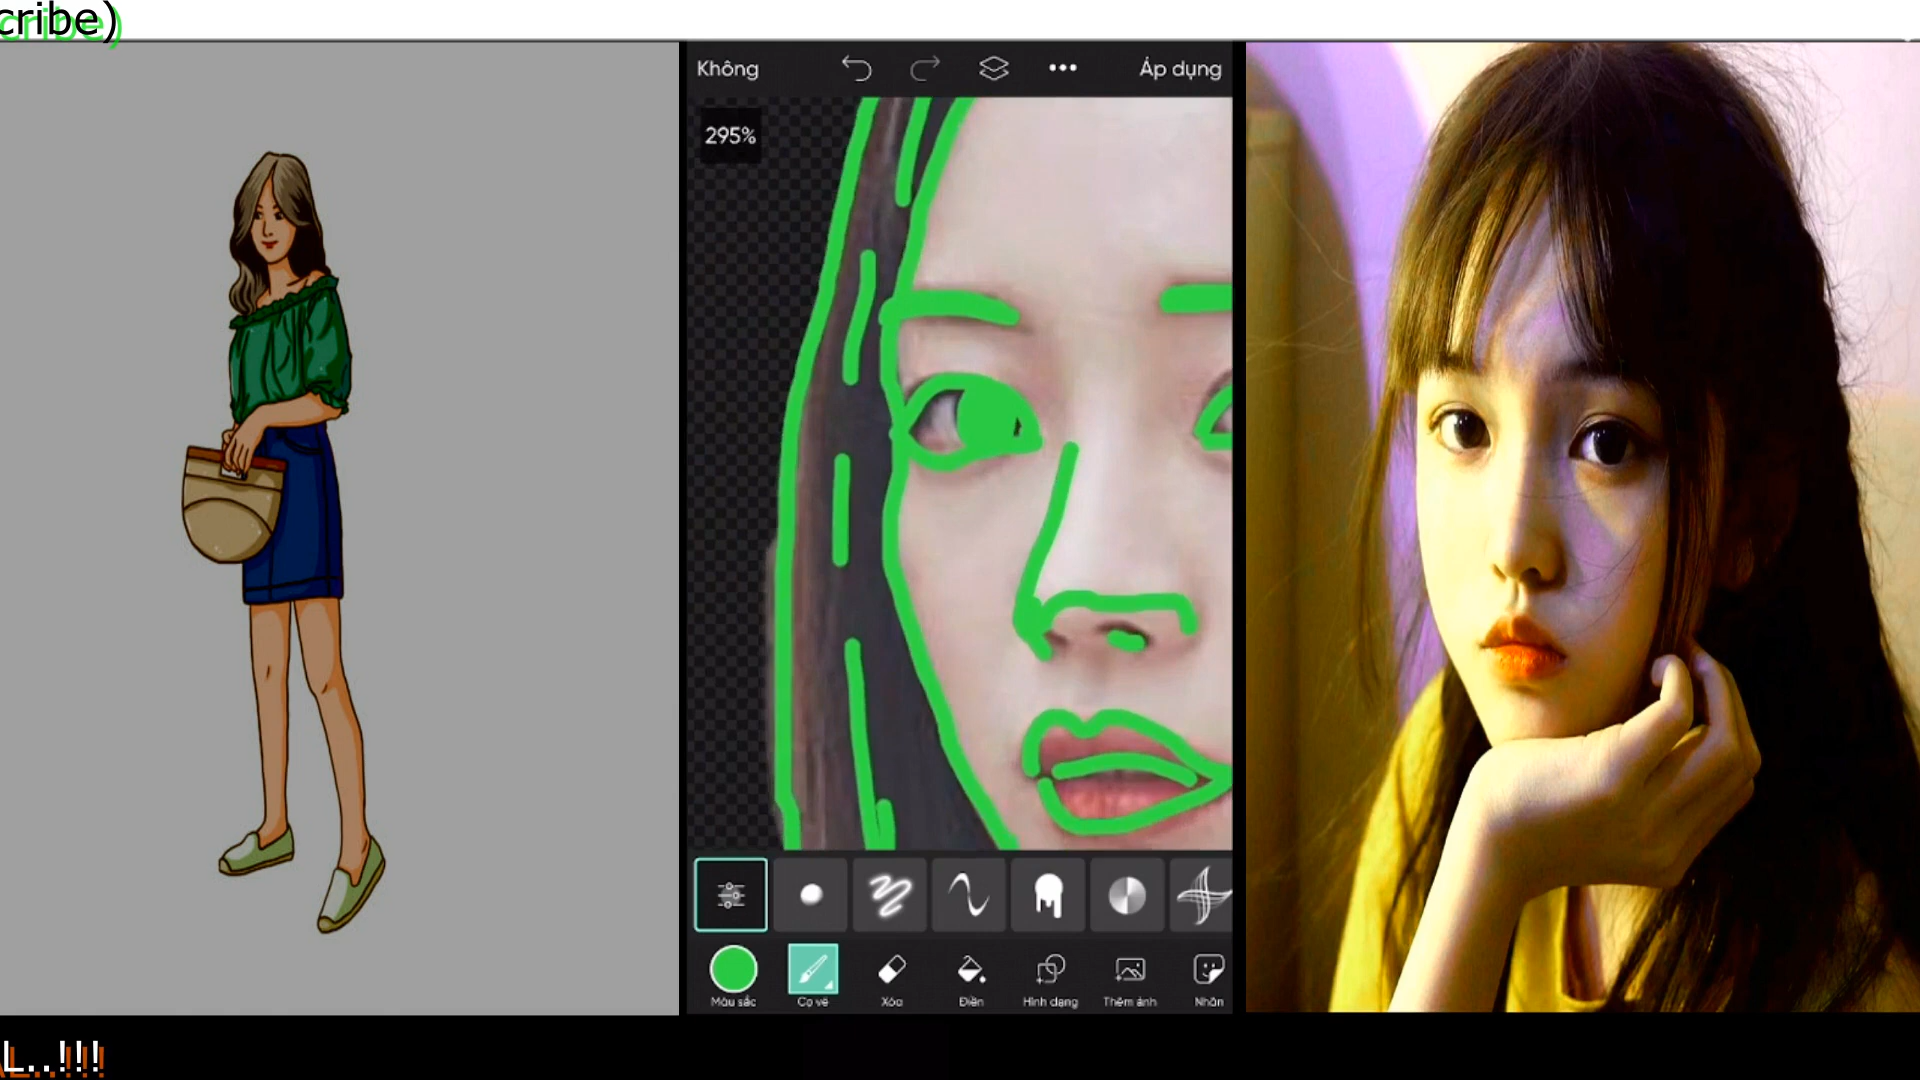 cribe)
Không Áp dụng
295%
Màu sắc Cọ vẽ Xóa Điền Hình dạng Thêm ảnh Nhãn
L..!!!